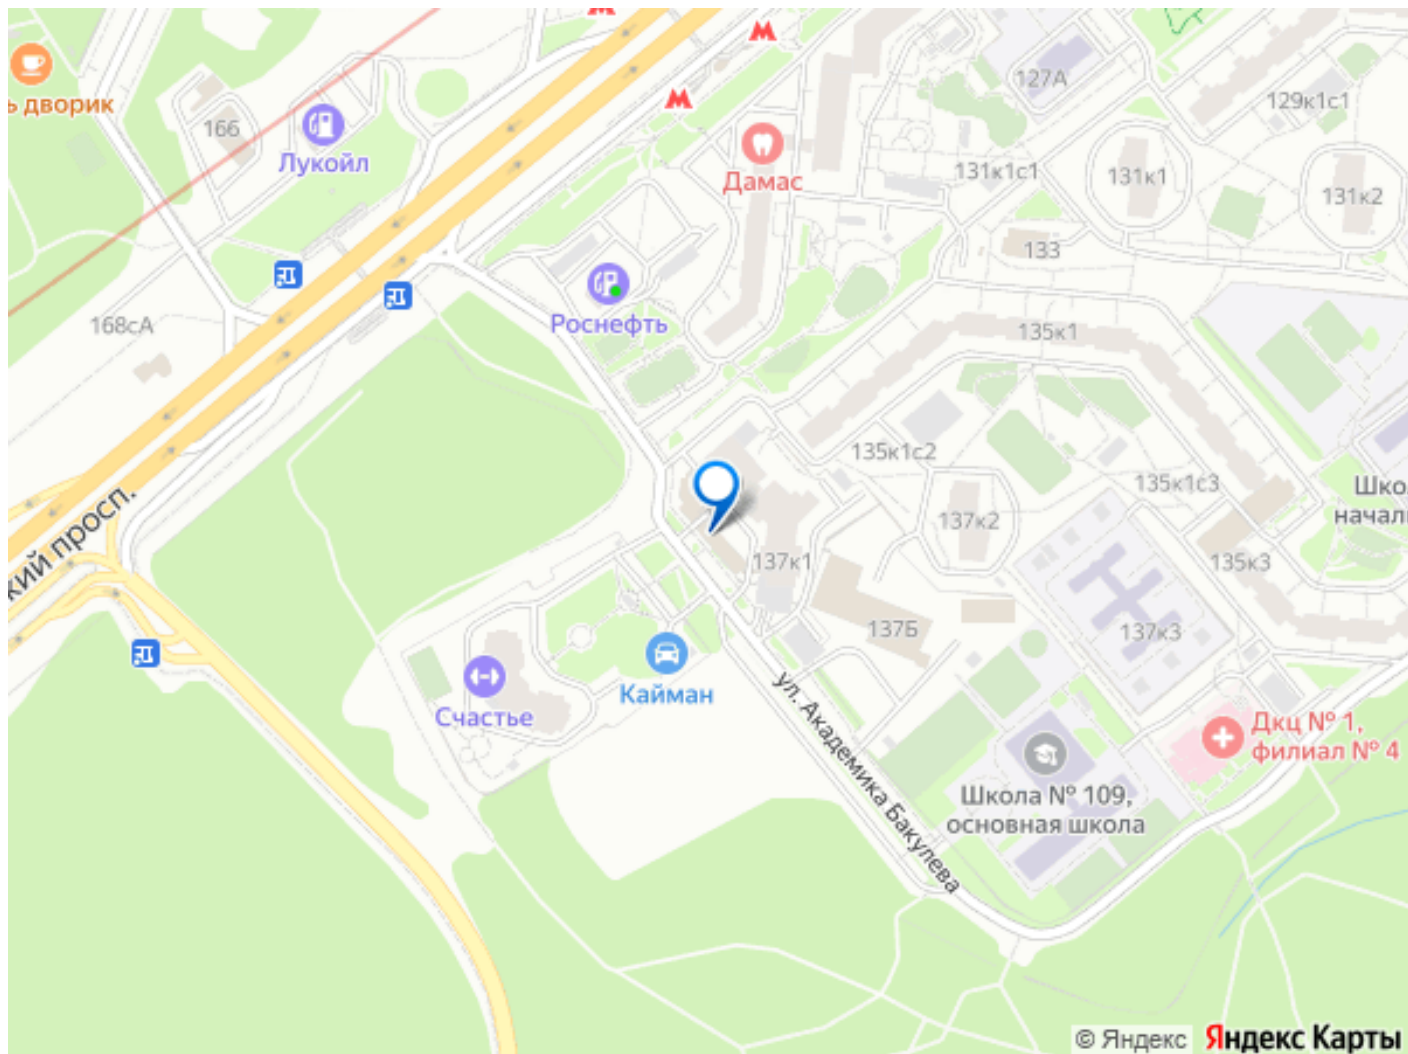 ь дворик
166
Лукойл
Дамас
127А
129к1с1
131к1с1
131к1
131к2
133
168сА
Роснефть
135к1
135к1с2
135к1с3
Шко
начал
137к2
135к3
137к1
кий просп.
137Б
137к3
Кайман
Счастье
ул. Академика Бакулева
Дкц № 1,
филиал № 4
Школа № 109,
основная школа
© Яндекс
Яндекс Карты